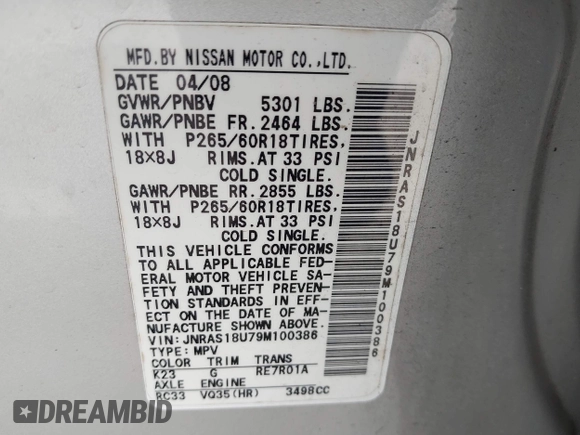 MFD.BY NISSAN MOTOR CO.,LTD.
DATE 04/08
GVWR/PNBV 5301 LBS.
GAWR/PNBE FR. 2464 LBS.
WITH P265/60R18TIRES,
18×8J RIMS.AT 33 PSI
COLD SINGLE.
GAWR/PNBE RR. 2855 LBS.
WITH P265/60R18TIRES,
18×8J RIMS.AT 33 PSI
COLD SINGLE.
THIS VEHICLE CONFORMS
TO ALL APPLICABLE FED-
ERAL MOTOR VEHICLE SA-
FETY AND THEFT PREVEN-
TION STANDARDS IN EFF-
ECT ON THE DATE OF MA-
NUFACTURE SHOWN ABOVE.
VIN: JNRAS18U79M100386
TYPE: MPV
COLOR TRIM TRANS
K23 G RE7R01A
AXLE ENGINE
RC33 VQ35(HR) 3498CC
JNRAS18U79M100386
DREAMBID
DREAMBID